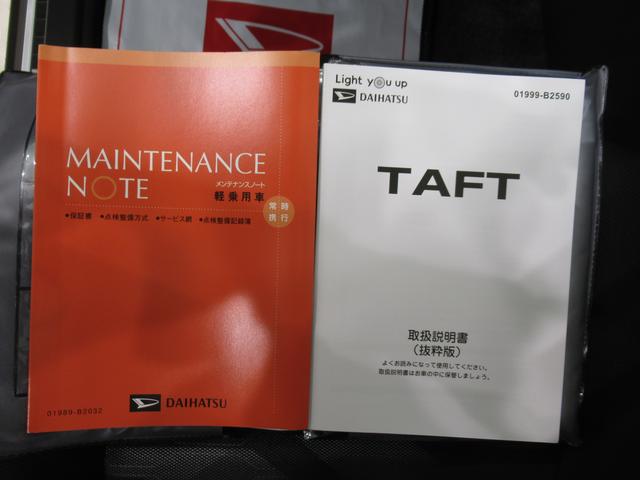 MAINTENANCE
NOTE
メンテナンスノート
軽乗用車
常時
携行
●保証書 ●点検整備方式 ●サービス網 ●点検整備記録簿
DAIHATSU
01989-B2032
Light you up
DAIHATSU
01999-B2590
TAFT
取扱説明書
(抜粋版)
よくお読みになって使用してください。
取扱説明書はお車の中に保管しましょう。